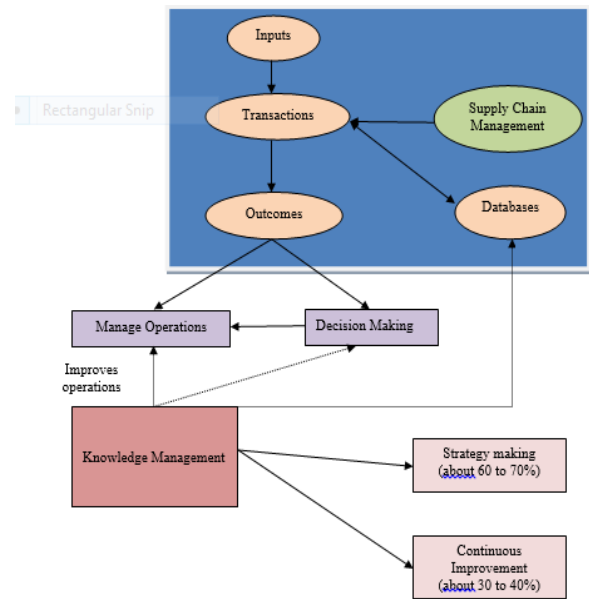 Inputs
Rectangular Snip
Transactions
Supply Chain
Management
Outcomes
Databases
Manage Operations
Decision Making
Improves
operations
Knowledge Management
Strategy making
(about 60 to 70%)
Continuous
Improvement
(about 30 to 40%)